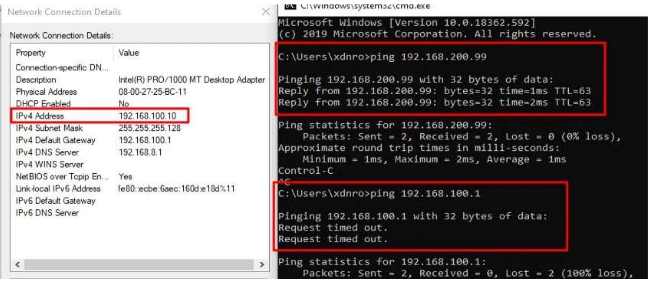 Network Connection Details
Network Connection Details:
Property Value
Connection-specific DN...
Description Intel(R) PRO/1000 MT Desktop Adapter
Physical Address 08-00-27-25-BC-11
DHCP Enabled No
IPv4 Address 192.168.100.10
IPv4 Subnet Mask 255.255.255.128
IPv4 Default Gateway 192.168.100.1
IPv4 DNS Server 192.168.8.1
IPv4 WINS Server
NetBIOS over Tcpip En... Yes
Link-local IPv6 Address fe80::ecbe:6aec:160d:e18d%11
IPv6 Default Gateway
IPv6 DNS Server
C:\Windows\system32\cmd.exe
Microsoft Windows [Version 10.0.18362.592]
(c) 2019 Microsoft Corporation. All rights reserved.
C:\Users\xdnro>ping 192.168.200.99
Pinging 192.168.200.99 with 32 bytes of data:
Reply from 192.168.200.99: bytes=32 time=1ms TTL=63
Reply from 192.168.200.99: bytes=32 time=2ms TTL=63
Ping statistics for 192.168.200.99:
Packets: Sent = 2, Received = 2, Lost = 0 (0% loss),
Approximate round trip times in milli-seconds:
Minimum = 1ms, Maximum = 2ms, Average = 1ms
Control-C
^C
C:\Users\xdnro>ping 192.168.100.1
Pinging 192.168.100.1 with 32 bytes of data:
Request timed out.
Request timed out.
Ping statistics for 192.168.100.1:
Packets: Sent = 2, Received = 0, Lost = 2 (100% loss),